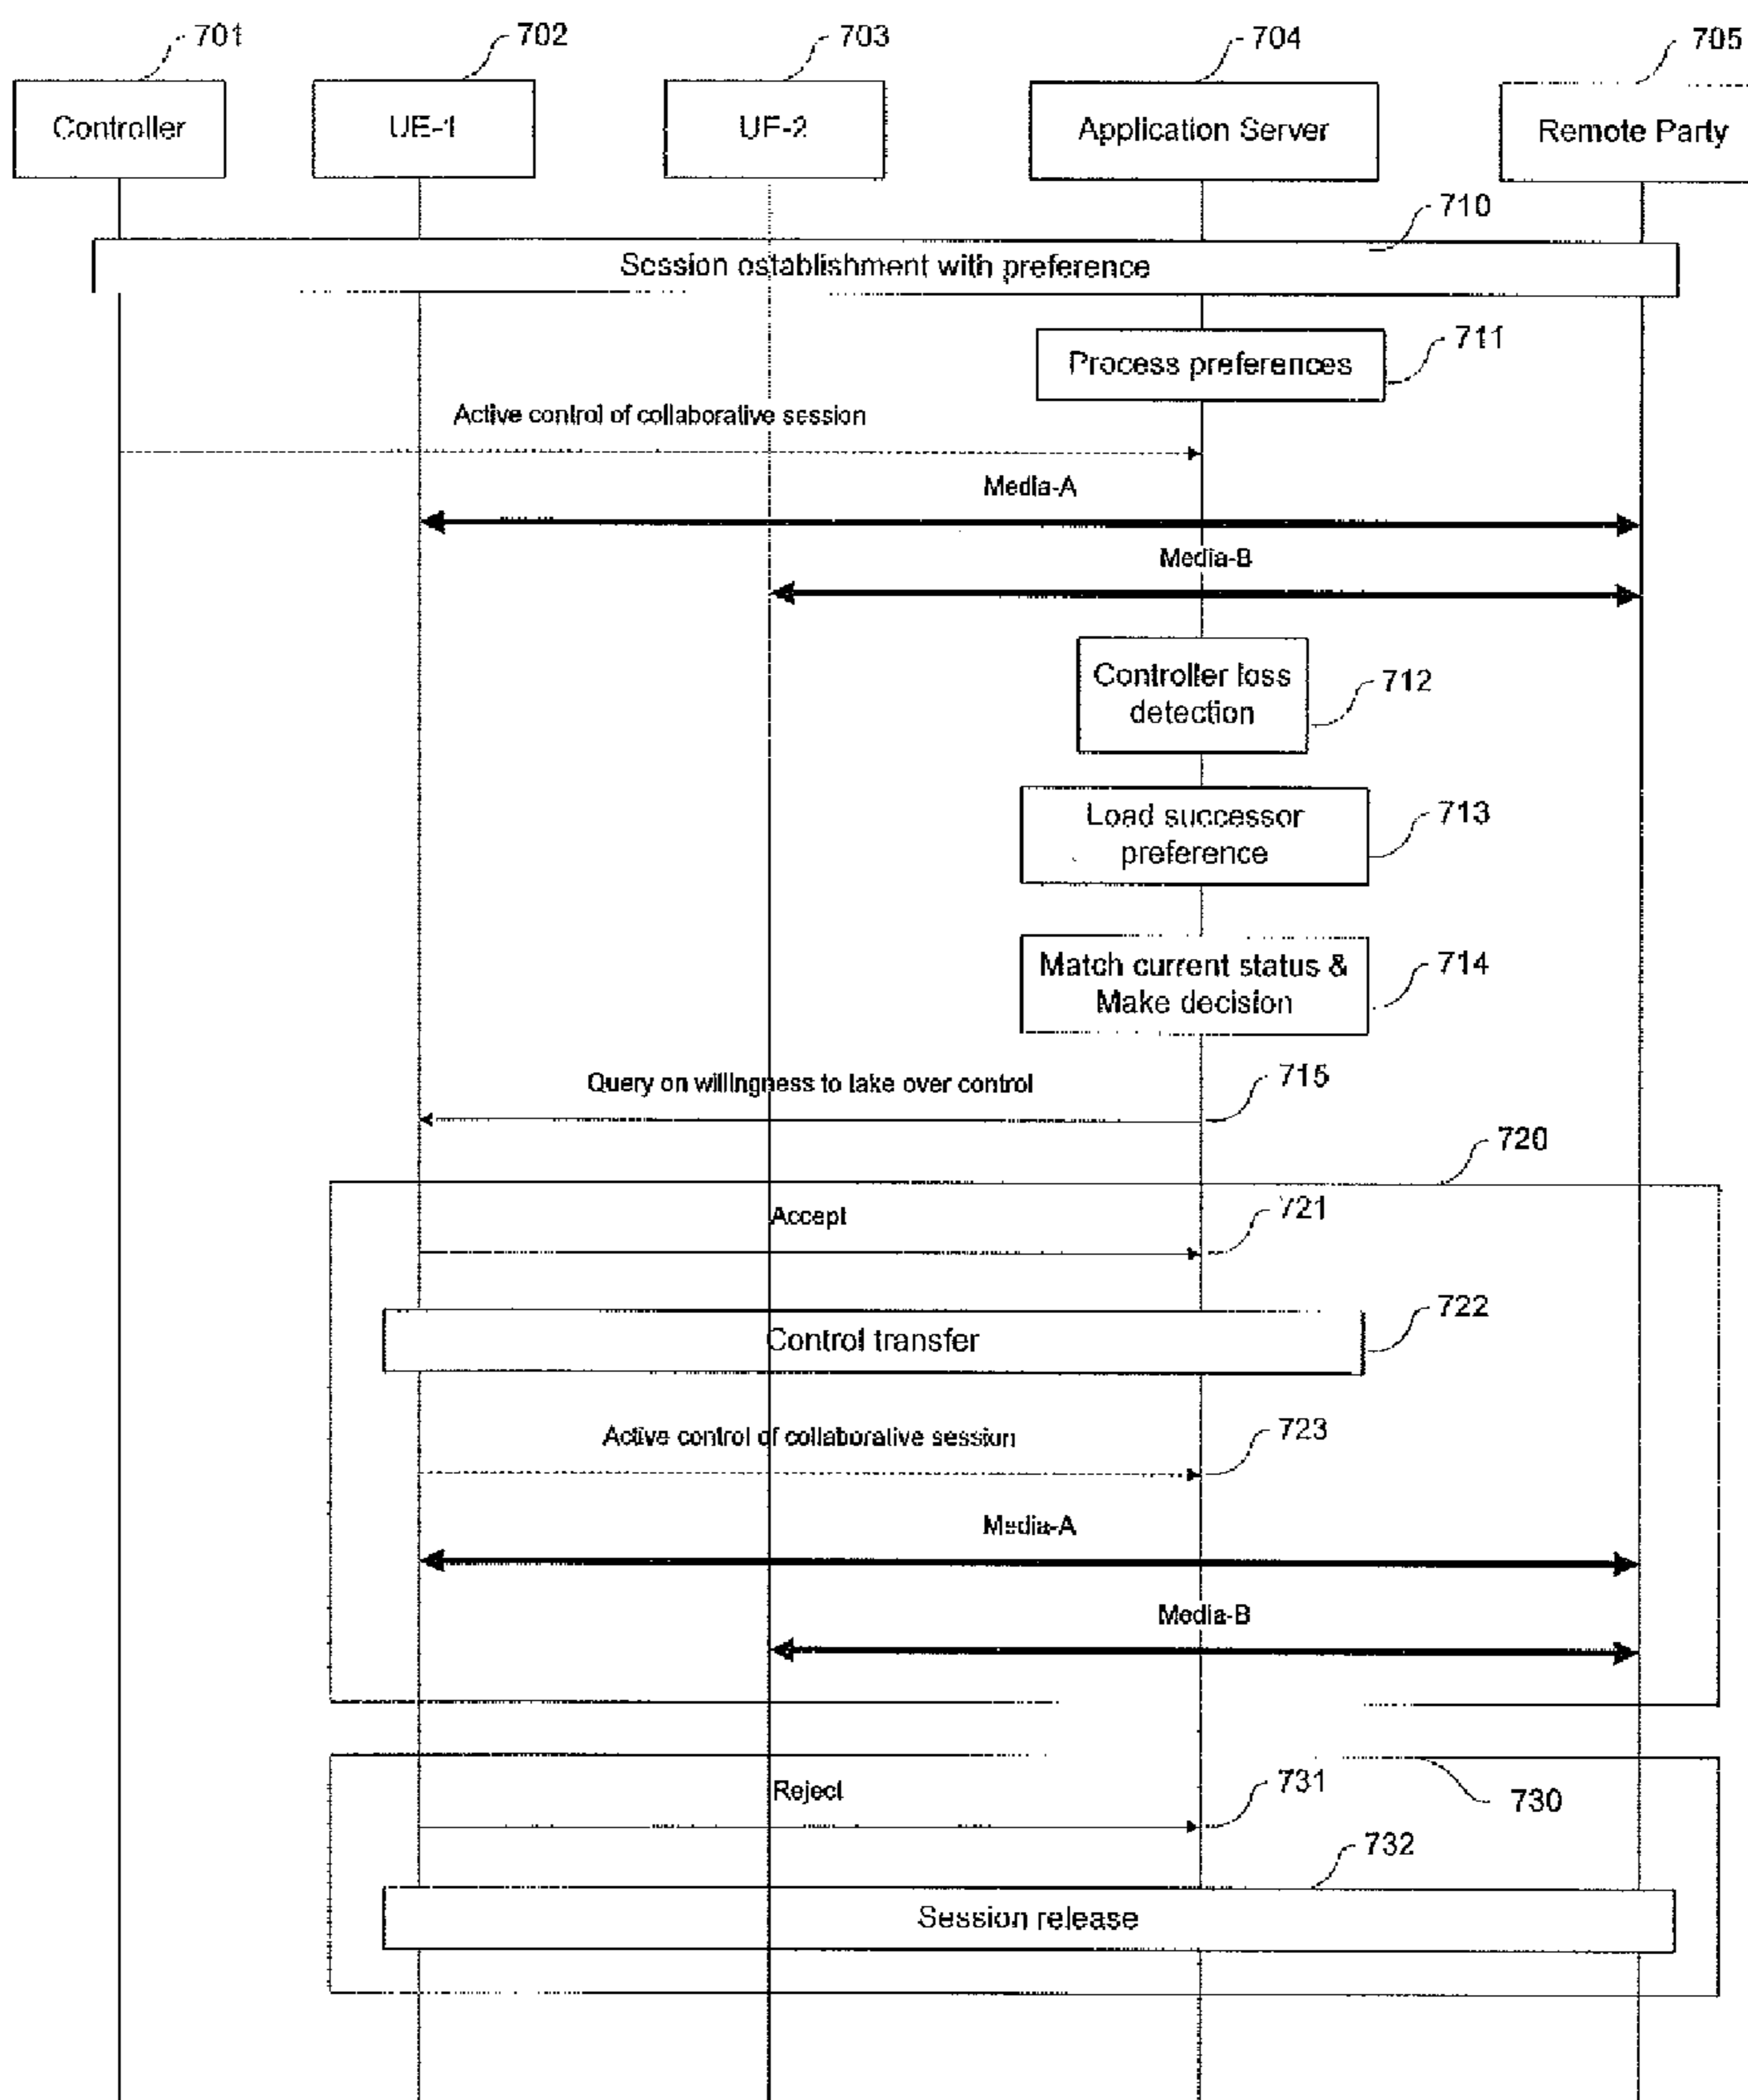 701
702
703
704
705
Controller
UE-1
UE-2
Application Server
Remote Party
710
Session establishment with preference
711
Process preferences
Active control of collaborative session
Media-A
Media-B
Controller loss
detection
712
Load successor
preference
713
Match current status &
Make decision
714
Query on willingness to take over control
715
720
Accept
721
722
Control transfer
Active control of collaborative session
723
Media-A
Media-B
Reject
731
730
732
Session release